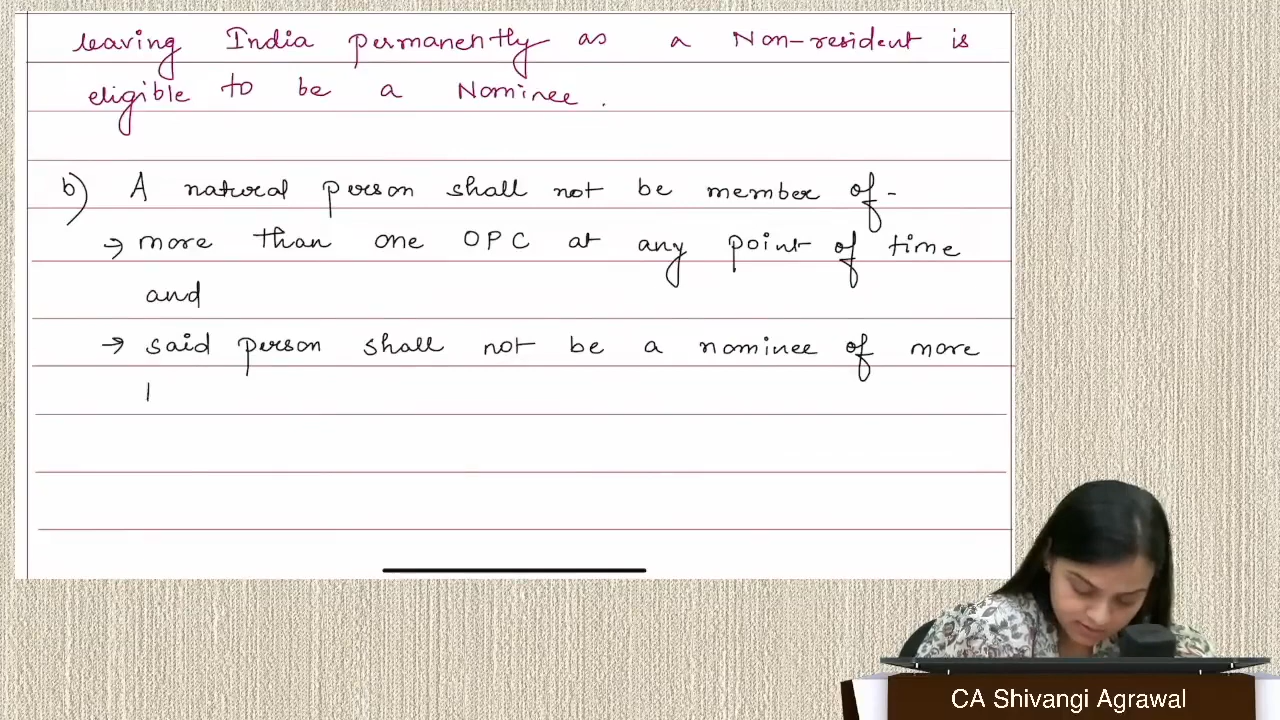 leaving India permanently as a Non-resident is
eligible to be a Nominee.
b) A natural person shall not be member of-
→ more than one OPC at any point of time
and
→ said person shall not be a nominee of more
CA Shivangi Agrawal